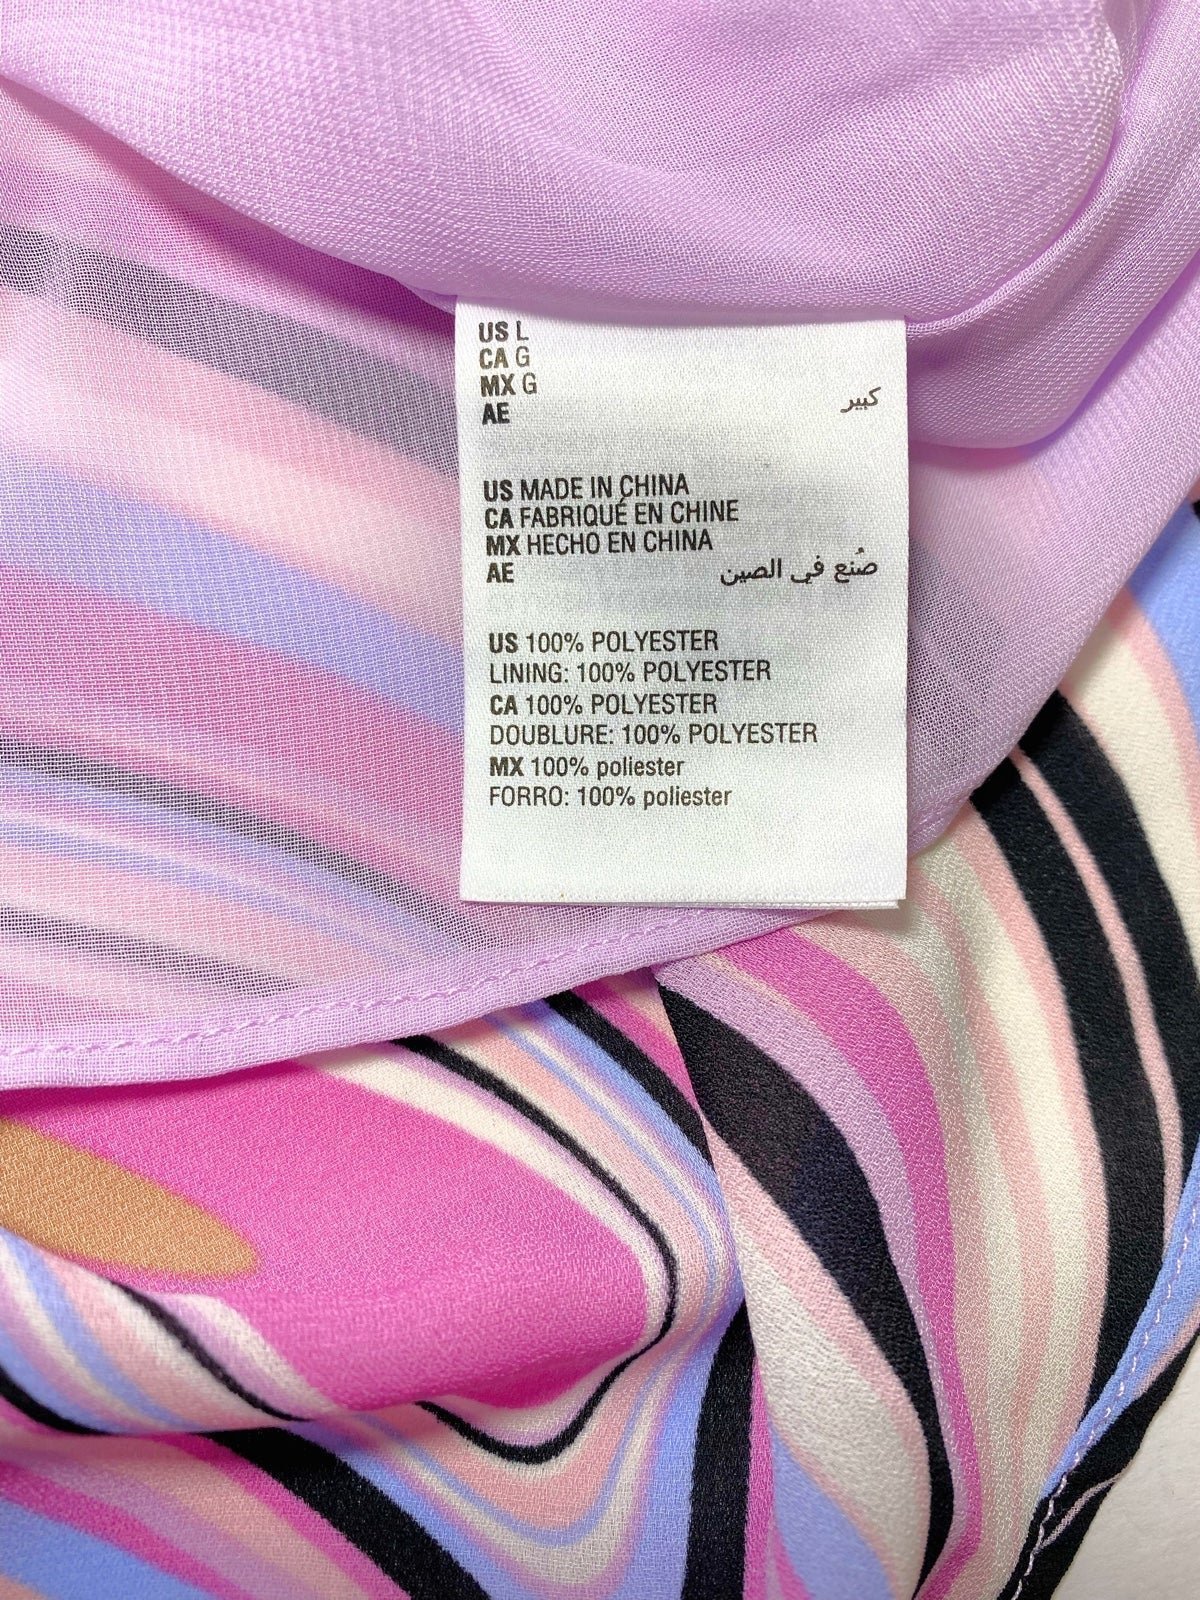 US L
CA G
MX G
AE كبير
US MADE IN CHINA
CA FABRIQUÉ EN CHINE
MX HECHO EN CHINA
AE صُنع في الصين
US 100% POLYESTER
LINING: 100% POLYESTER
CA 100% POLYESTER
DOUBLURE: 100% POLYESTER
MX 100% poliester
FORRO: 100% poliester